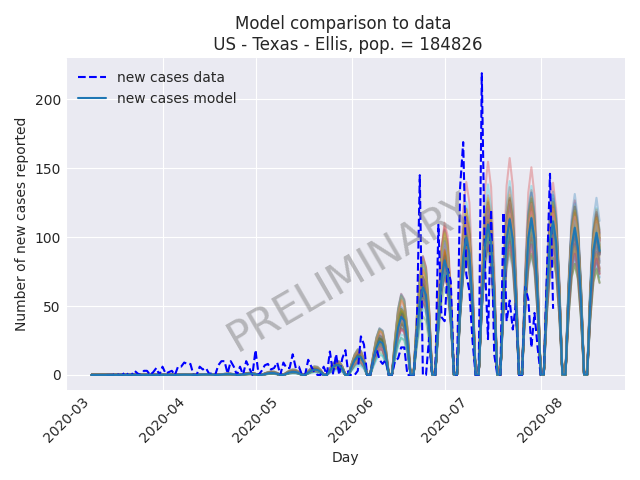 Model comparison to data
US - Texas - Ellis, pop. = 184826
new cases data
new cases model
PRELIMINARY
Number of new cases reported
200
150
100
50
0
2020-03
2020-04
2020-05
2020-06
2020-07
2020-08
Day